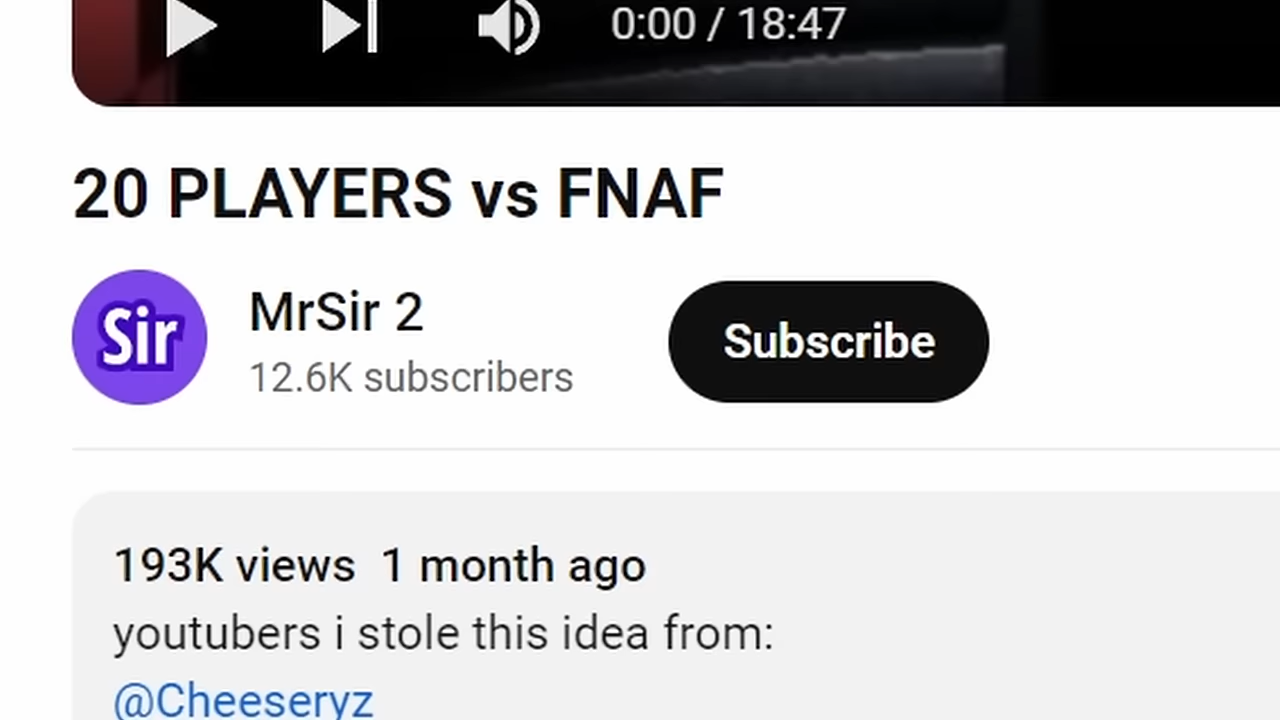 0:00 / 18:47
20 PLAYERS vs FNAF
Sir
MrSir 2
12.6K subscribers
Subscribe
193K views 1 month ago
youtubers i stole this idea from:
@Cheeseryz